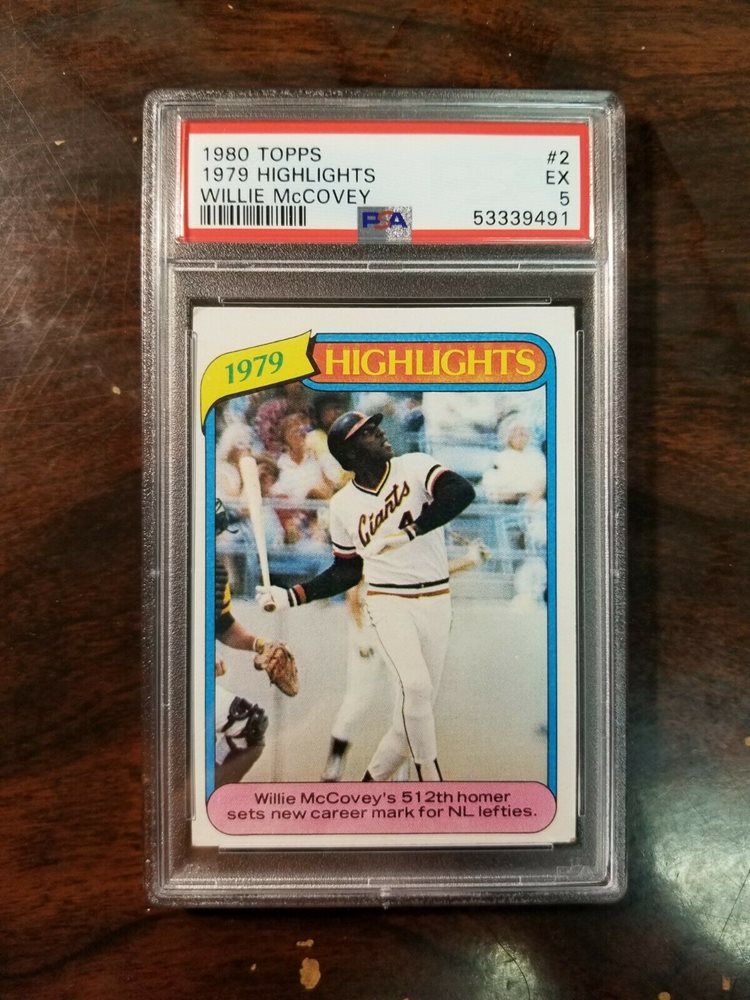 1980 TOPPS #2
1979 HIGHLIGHTS EX
WILLIE McCOVEY 5
PSA 53339491
1979 HIGHLIGHTS
Giants
4
Willie McCovey's 512th homer
sets new career mark for NL lefties.